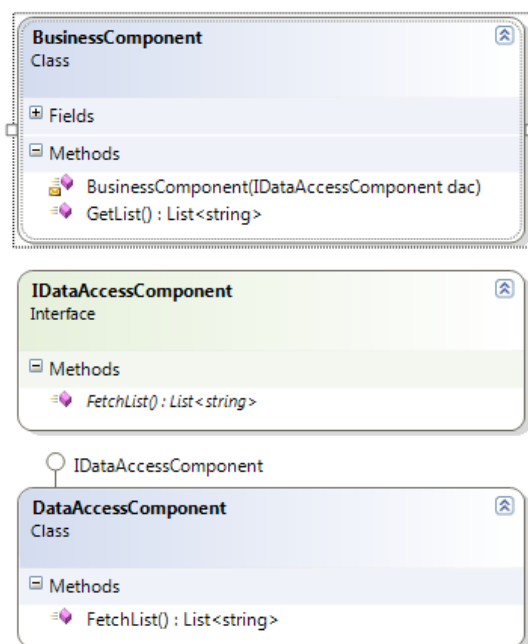 BusinessComponent
Class
Fields
Methods
BusinessComponent(IDataAccessComponent dac)
GetList() : List<string>
IDataAccessComponent
Interface
Methods
FetchList() : List<string>
IDataAccessComponent
DataAccessComponent
Class
Methods
FetchList() : List<string>